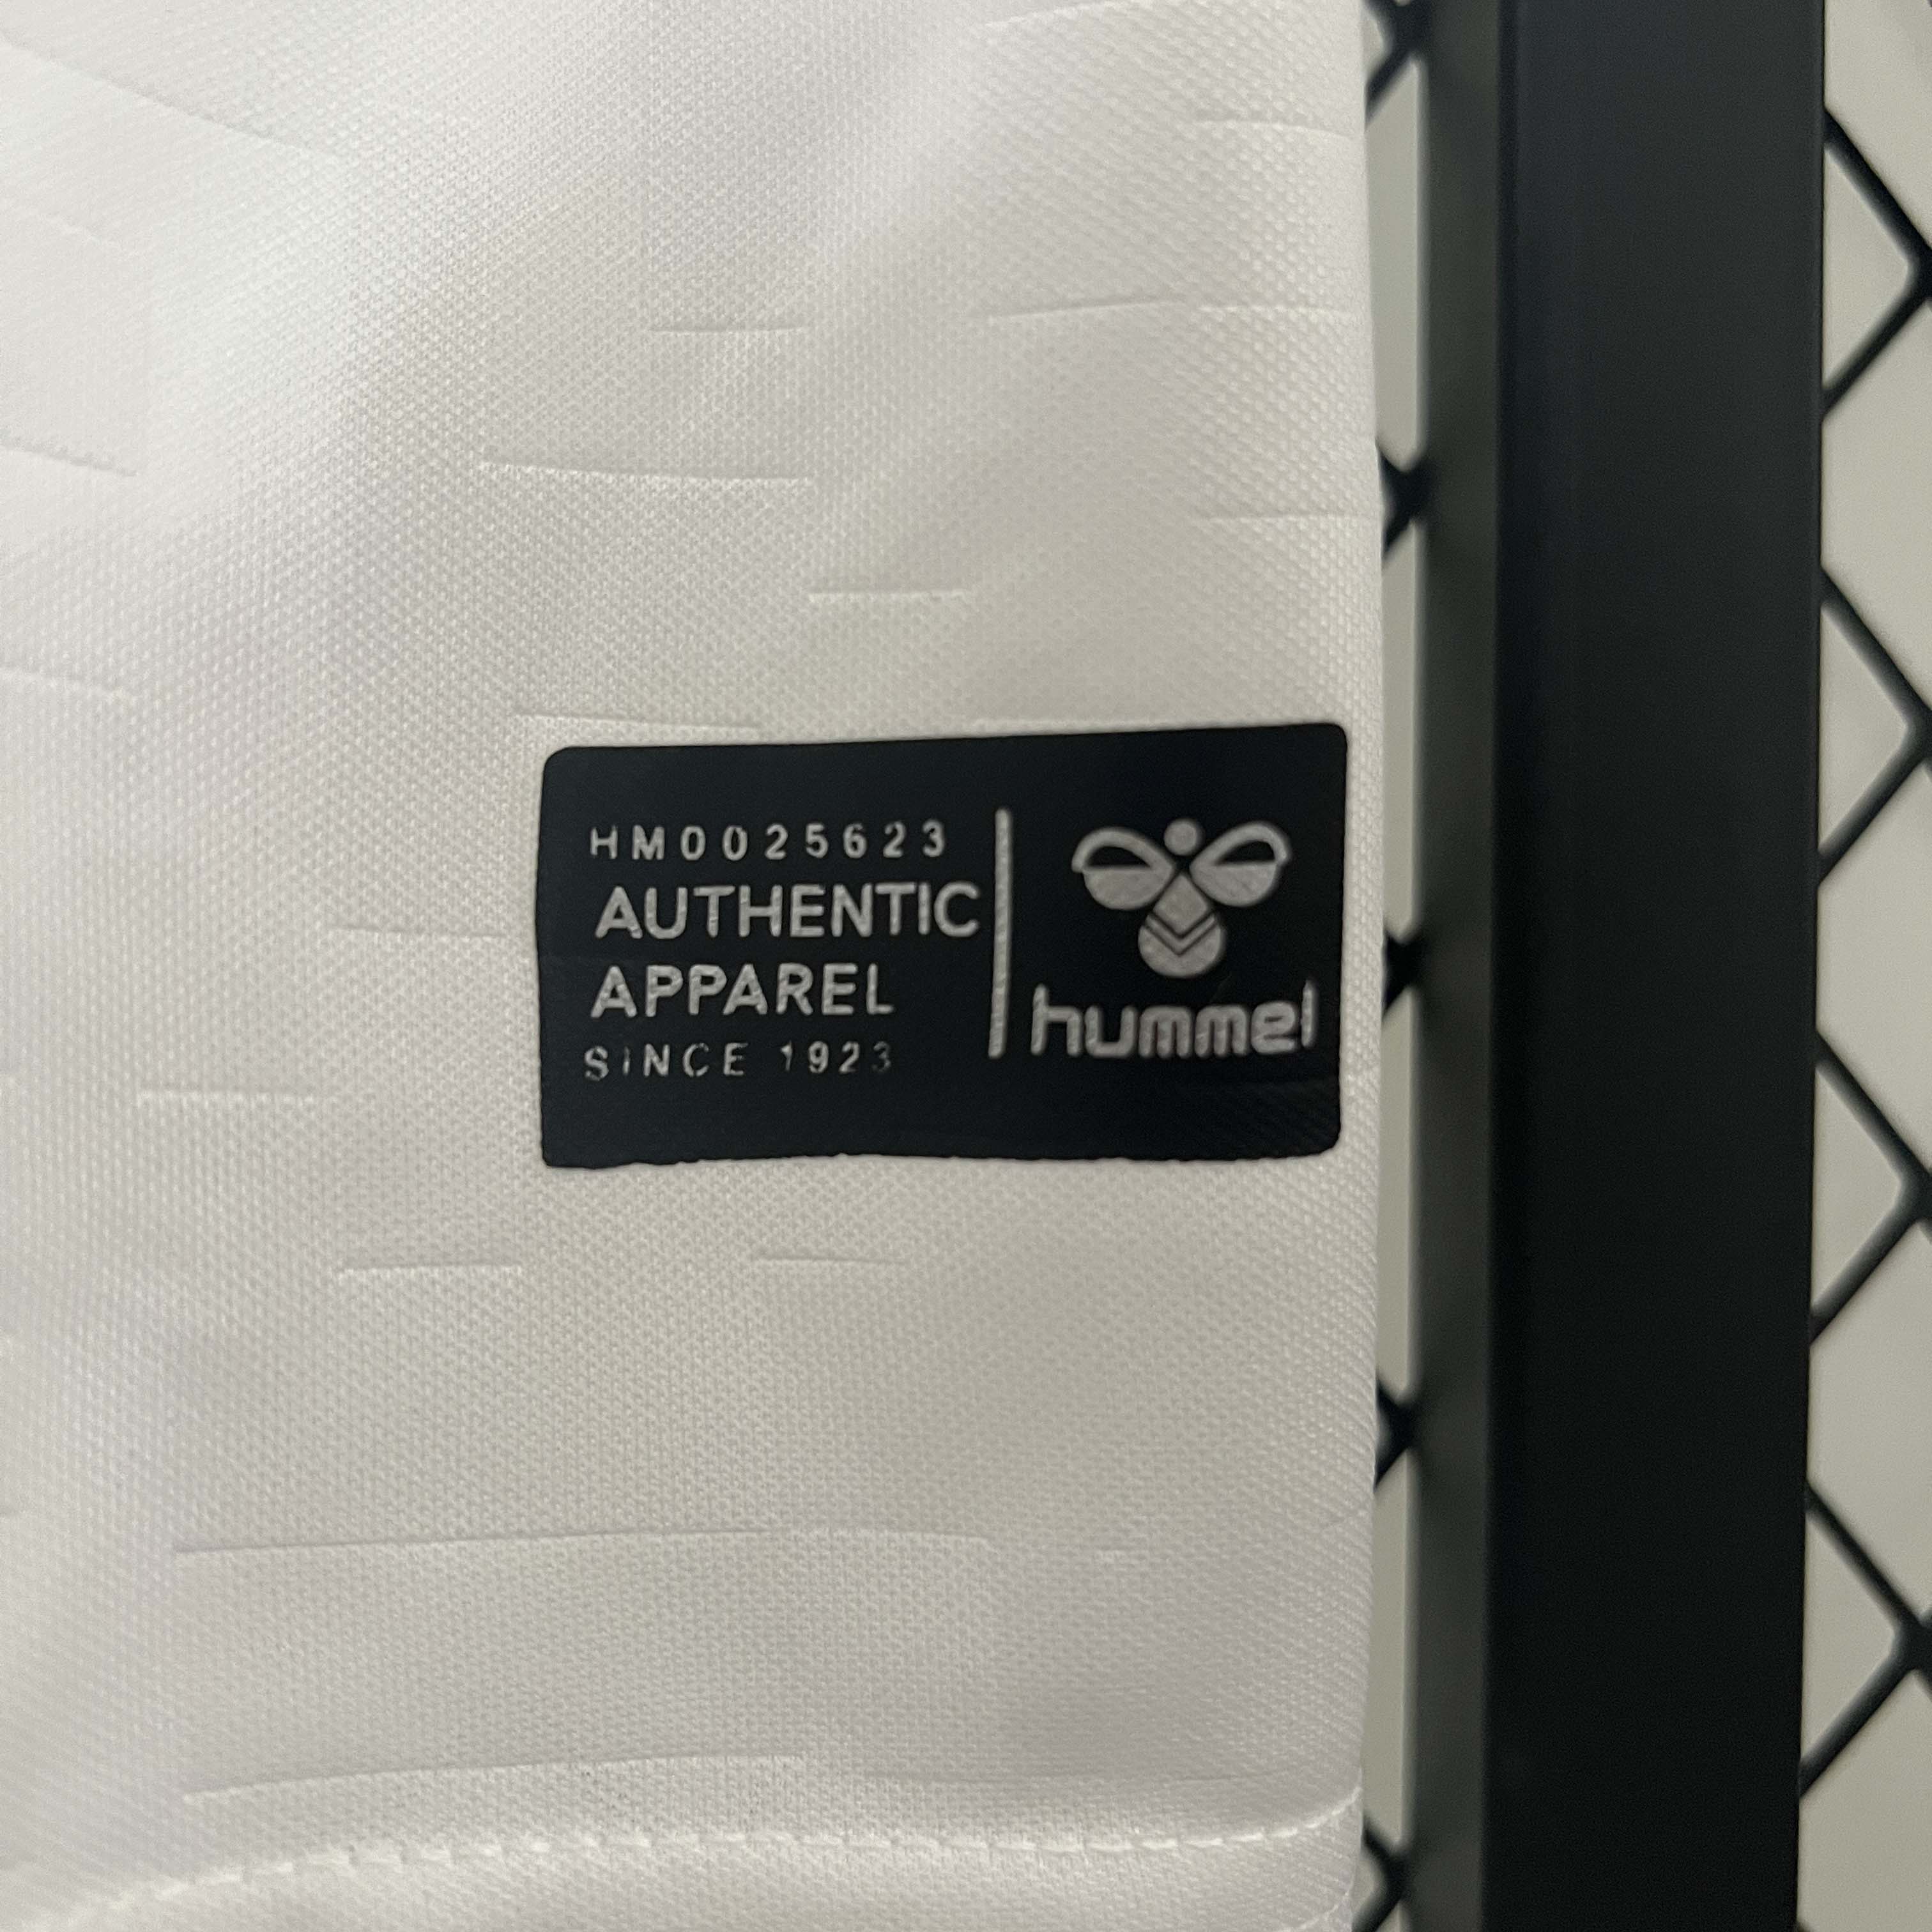 HM0025623
AUTHENTIC
APPAREL
SINCE 1923
hummel